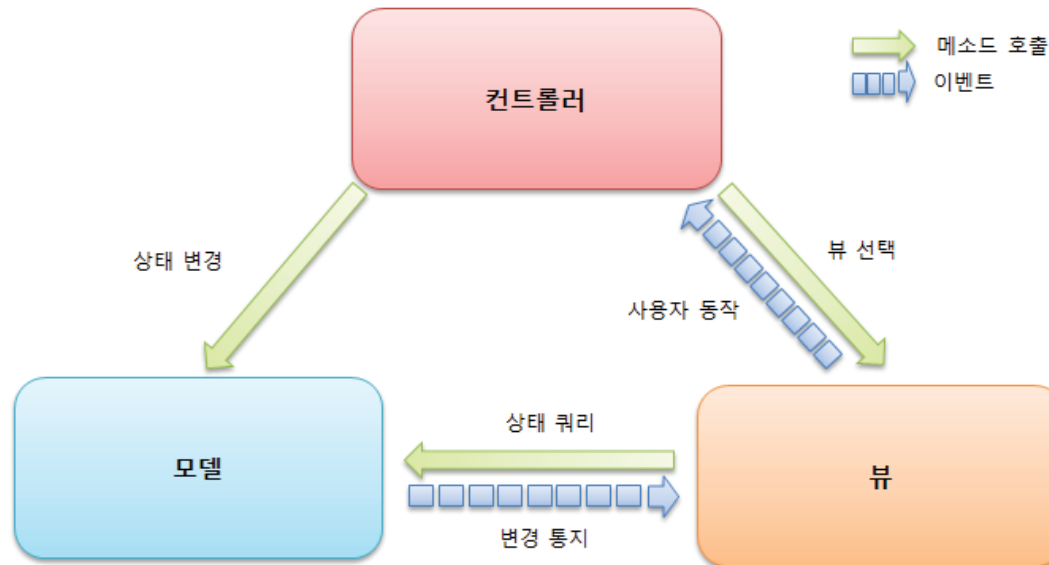 컨트롤러
메소드 호출
이벤트
상태 변경
뷰 선택
사용자 동작
모델
상태 쿼리
변경 통지
뷰